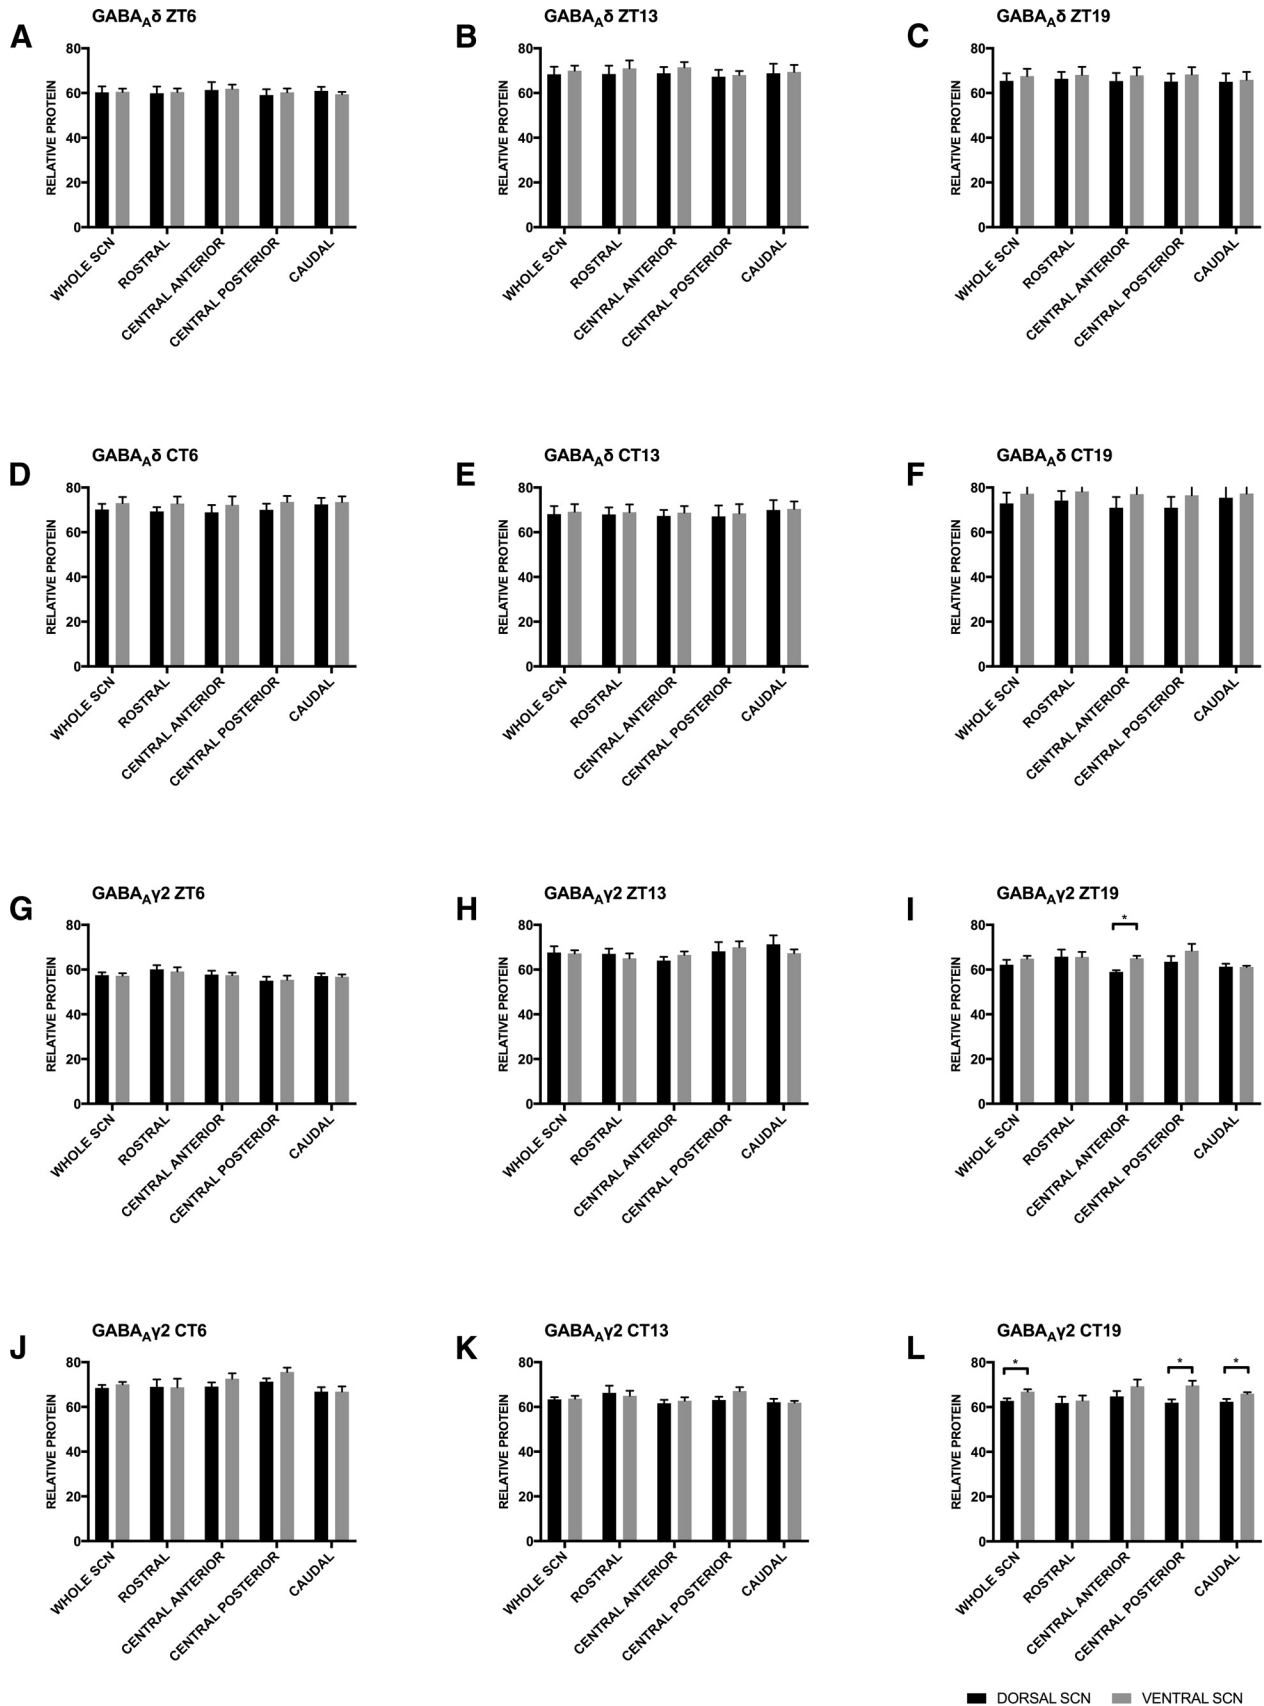 GABAAδ ZT6
GABAAδ ZT13
GABAAδ ZT19
A
B
C
80
60
40
20
0
RELATIVE PROTEIN
WHOLE SCN
ROSTRAL
CENTRAL ANTERIOR
CENTRAL POSTERIOR
CAUDAL
80
60
40
20
0
RELATIVE PROTEIN
WHOLE SCN
ROSTRAL
CENTRAL ANTERIOR
CENTRAL POSTERIOR
CAUDAL
80
60
40
20
0
RELATIVE PROTEIN
WHOLE SCN
ROSTRAL
CENTRAL ANTERIOR
CENTRAL POSTERIOR
CAUDAL
GABAAδ CT6
GABAAδ CT13
GABAAδ CT19
D
E
F
80
60
40
20
0
RELATIVE PROTEIN
WHOLE SCN
ROSTRAL
CENTRAL ANTERIOR
CENTRAL POSTERIOR
CAUDAL
80
60
40
20
0
RELATIVE PROTEIN
WHOLE SCN
ROSTRAL
CENTRAL ANTERIOR
CENTRAL POSTERIOR
CAUDAL
80
60
40
20
0
RELATIVE PROTEIN
WHOLE SCN
ROSTRAL
CENTRAL ANTERIOR
CENTRAL POSTERIOR
CAUDAL
GABAAγ2 ZT6
GABAAγ2 ZT13
GABAAγ2 ZT19
G
H
I
80
60
40
20
0
RELATIVE PROTEIN
WHOLE SCN
ROSTRAL
CENTRAL ANTERIOR
CENTRAL POSTERIOR
CAUDAL
80
60
40
20
0
RELATIVE PROTEIN
WHOLE SCN
ROSTRAL
CENTRAL ANTERIOR
CENTRAL POSTERIOR
CAUDAL
*
80
60
40
20
0
RELATIVE PROTEIN
WHOLE SCN
ROSTRAL
CENTRAL ANTERIOR
CENTRAL POSTERIOR
CAUDAL
GABAAγ2 CT6
GABAAγ2 CT13
GABAAγ2 CT19
J
K
L
80
60
40
20
0
RELATIVE PROTEIN
WHOLE SCN
ROSTRAL
CENTRAL ANTERIOR
CENTRAL POSTERIOR
CAUDAL
80
60
40
20
0
RELATIVE PROTEIN
WHOLE SCN
ROSTRAL
CENTRAL ANTERIOR
CENTRAL POSTERIOR
CAUDAL
* * *
80
60
40
20
0
RELATIVE PROTEIN
WHOLE SCN
ROSTRAL
CENTRAL ANTERIOR
CENTRAL POSTERIOR
CAUDAL
DORSAL SCN VENTRAL SCN